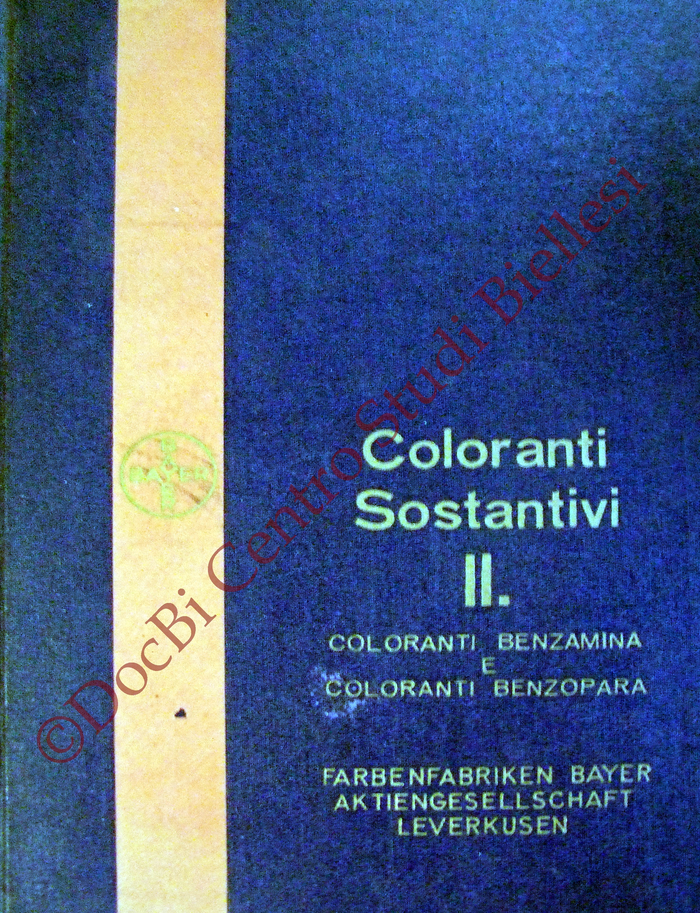 Coloranti
Sostantivi
II.
COLORANTI BENZAMINA
E
COLORANTI BENZOPARA
FARBENFABRIKEN BAYER
AKTIENGESELLSCHAFT
LEVERKUSEN
BAYER
©DocBi Centro Studi Biellesi